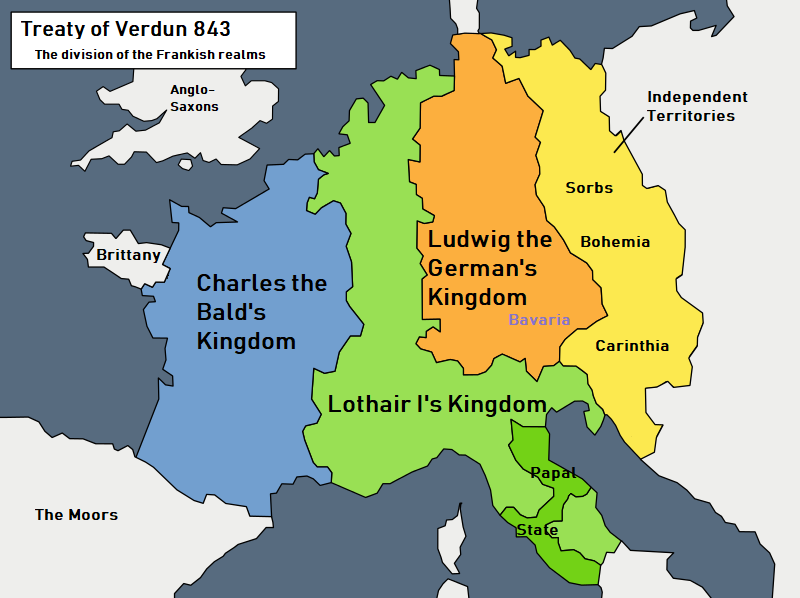 Treaty of Verdun 843
The division of the Frankish realms
Anglo-
Saxons
Independent
Territories
Sorbs
Brittany
Ludwig the
German's
Kingdom
Bohemia
Charles the
Bald's
Kingdom
Bavaria
Carinthia
Lothair I's Kingdom
Papal
State
The Moors